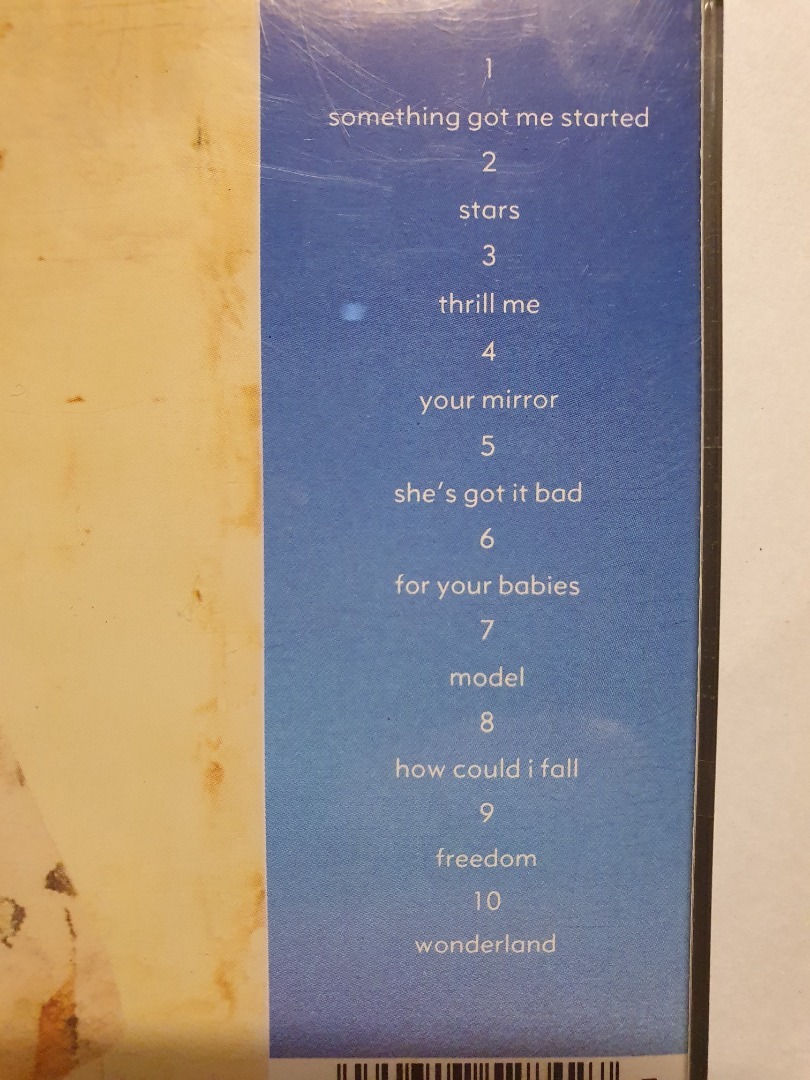 1
something got me started
2
stars
3
thrill me
4
your mirror
5
she's got it bad
6
for your babies
7
model
8
how could i fall
9
freedom
10
wonderland